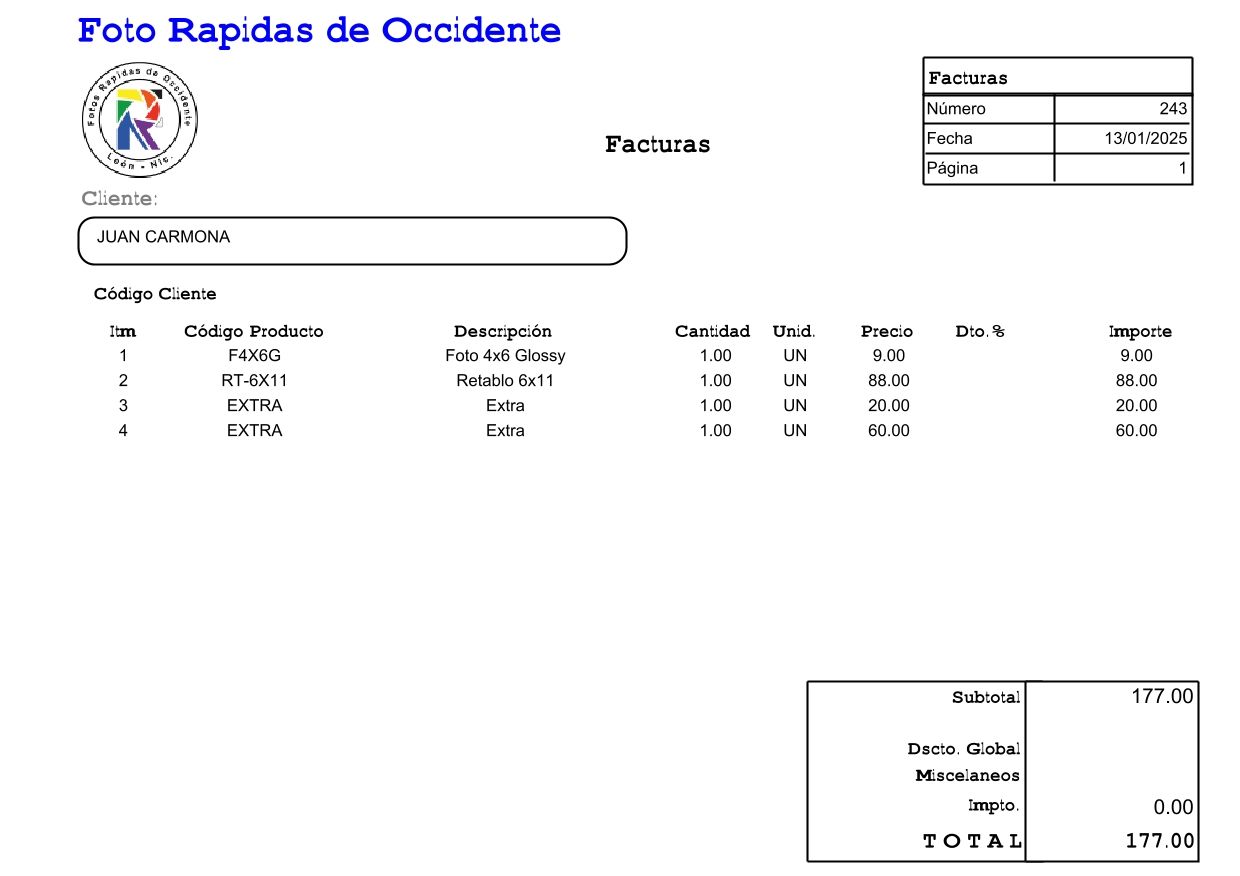 Foto Rapidas de Occidente
Fotos Rapidas de Occidente
León - Nic.
Facturas
Facturas
Número 243
Fecha 13/01/2025
Página 1
Cliente:
JUAN CARMONA
Código Cliente
Itm Código Producto Descripción Cantidad Unid. Precio Dto.% Importe
1 F4X6G Foto 4x6 Glossy 1.00 UN 9.00 9.00
2 RT-6X11 Retablo 6x11 1.00 UN 88.00 88.00
3 EXTRA Extra 1.00 UN 20.00 20.00
4 EXTRA Extra 1.00 UN 60.00 60.00
Subtotal 177.00
Dscto. Global
Miscelaneos
Impto. 0.00
TOTAL 177.00